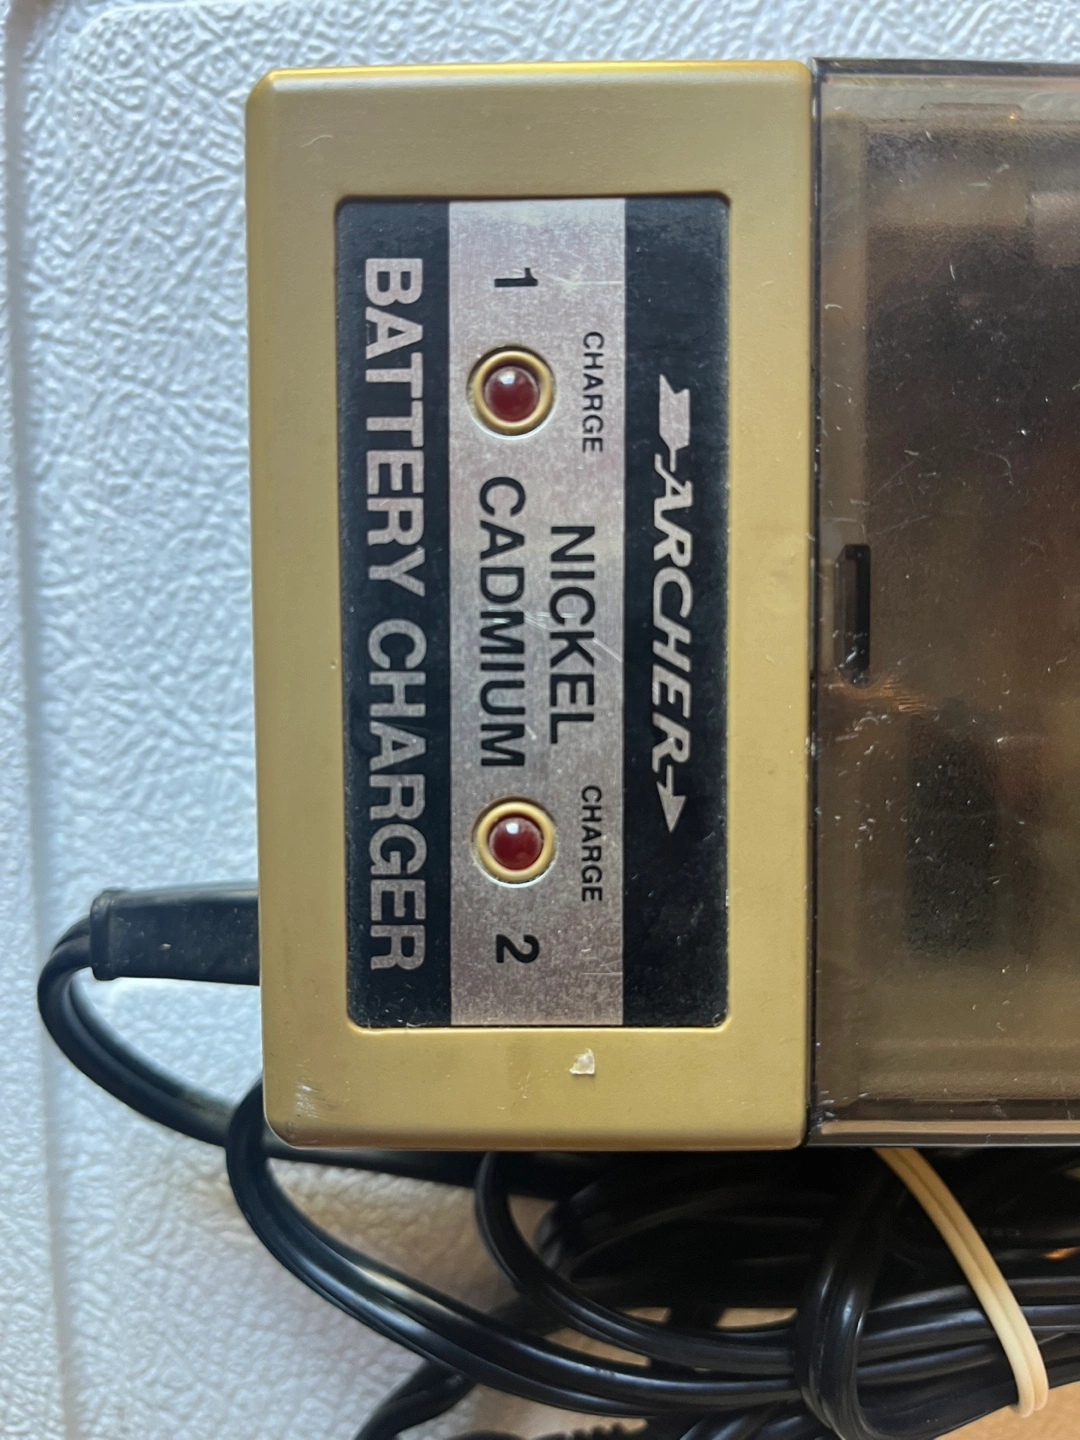 ARCHER
CHARGE CHARGE
1 NICKEL 2
CADMIUM
BATTERY CHARGER